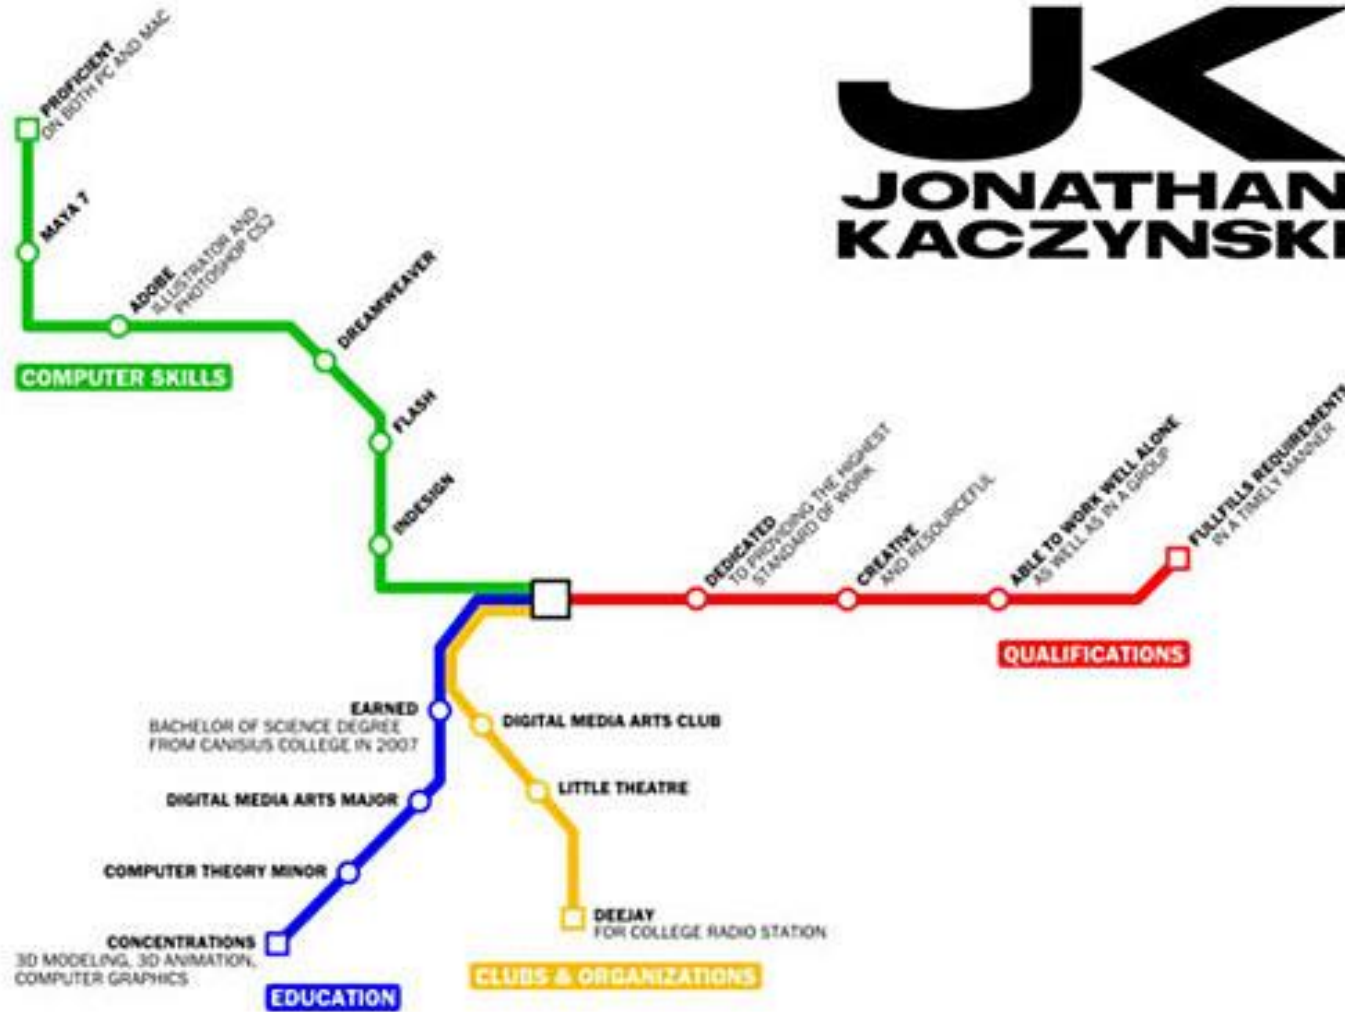 JK
JONATHAN
KACZYNSKI
PROFICIENT
ON BOTH PC AND MAC
MAYA 7
ADOBE
ILLUSTRATOR AND
PHOTOSHOP CS2
DREAMWEAVER
FLASH
INDESIGN
COMPUTER SKILLS
DEDICATED
TO PROVIDING THE HIGHEST
STANDARD OF WORK
CREATIVE
AND RESOURCEFUL
ABLE TO WORK WELL ALONE
AS WELL AS IN A GROUP
FULLFILLS REQUIREMENTS
IN A TIMELY MANNER
QUALIFICATIONS
EARNED
BACHELOR OF SCIENCE DEGREE
FROM CANISIUS COLLEGE IN 2007
DIGITAL MEDIA ARTS MAJOR
COMPUTER THEORY MINOR
CONCENTRATIONS
3D MODELING, 3D ANIMATION,
COMPUTER GRAPHICS
EDUCATION
DIGITAL MEDIA ARTS CLUB
LITTLE THEATRE
DEEJAY
FOR COLLEGE RADIO STATION
CLUBS & ORGANIZATIONS